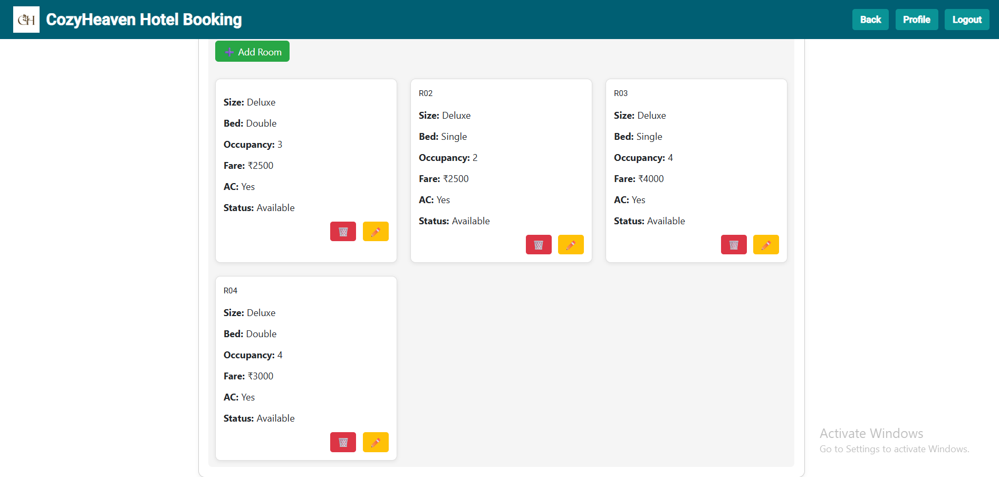 CH
CozyHeaven Hotel Booking
Back
Profile
Logout
➕ Add Room
Size: Deluxe
Bed: Double
Occupancy: 3
Fare: ₹2500
AC: Yes
Status: Available
R02
Size: Deluxe
Bed: Single
Occupancy: 2
Fare: ₹2500
AC: Yes
Status: Available
R03
Size: Deluxe
Bed: Single
Occupancy: 4
Fare: ₹4000
AC: Yes
Status: Available
R04
Size: Deluxe
Bed: Double
Occupancy: 4
Fare: ₹3000
AC: Yes
Status: Available
Activate Windows
Go to Settings to activate Windows.